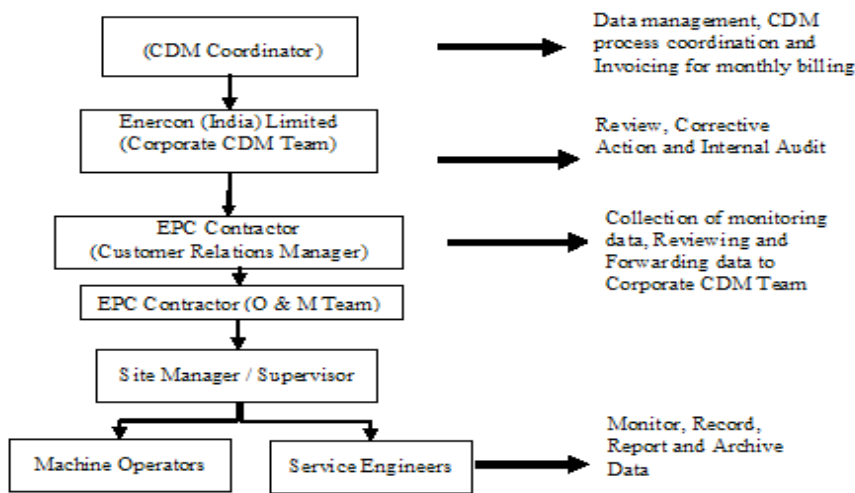 (CDM Coordinator)
Data management, CDM
process coordination and
Invoicing for monthly billing
Enercon (India) Limited
(Corporate CDM Team)
Review, Corrective
Action and Internal Audit
EPC Contractor
(Customer Relations Manager)
Collection of monitoring
data, Reviewing and
Forwarding data to
Corporate CDM Team
EPC Contractor (O & M Team)
Site Manager / Supervisor
Machine Operators
Service Engineers
Monitor, Record,
Report and Archive
Data